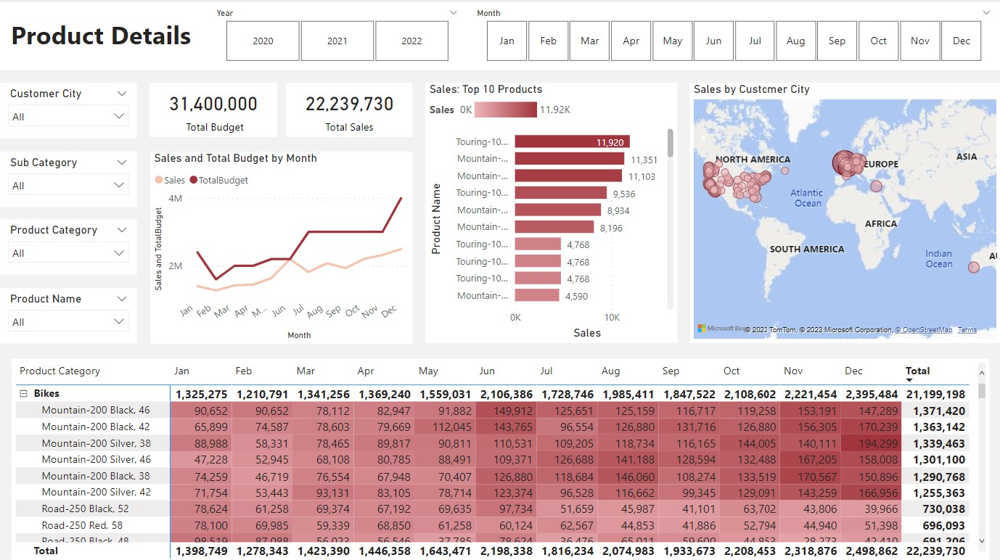 Product Details
Year
2020 2021 2022
Month
Jan Feb Mar Apr May Jun Jul Aug Sep Oct Nov Dec
Customer City
All
Sub Category
All
Product Category
All
Product Name
All
31,400,000
Total Budget
22,239,730
Total Sales
Sales and Total Budget by Month
Sales TotalBudget
Sales and TotalBudget
4M
2M
Jan Feb Mar Apr M... Jun Jul Aug Sep Oct Nov Dec
Month
Sales: Top 10 Products
Sales 0K 11.92K
Product Name
Touring-10... 11,920
Mountain-... 11,351
Mountain-... 11,103
Touring-10... 9,536
Mountain-... 8,934
Mountain-... 8,196
Touring-10... 4,768
Touring-10... 4,768
Touring-10... 4,768
Mountain-... 4,590
0K 10K
Sales
Sales by Custcmer City
NORTH AMERICA
EUROPE
ASIA
Atlantic
Ocean
AFRICA
SOUTH AMERICA
Indian
Ocean
AU
Microsoft Bing
© 2023 TomTom, © 2023 Microsoft Corporation, © OpenStreetMap Terms
Product Category Jan Feb Mar Apr May Jun Jul Aug Sep Oct Nov Dec Total
Bikes 1,325,275 1,210,791 1,341,256 1,369,240 1,559,031 2,106,386 1,728,746 1,985,411 1,847,522 2,108,602 2,221,454 2,395,484 21,199,198
Mountain-200 Black, 46 90,652 90,652 78,112 82,947 91,882 149,912 125,651 125,159 116,717 119,258 153,191 147,289 1,371,420
Mountain-200 Black, 42 65,899 74,587 78,603 79,669 112,045 143,765 96,554 126,880 131,716 126,880 156,305 170,239 1,363,142
Mountain-200 Silver, 38 88,988 58,331 78,465 89,817 90,811 110,531 109,205 118,734 116,165 144,005 140,111 194,299 1,339,463
Mountain-200 Silver, 46 47,228 52,945 68,108 80,785 88,491 109,371 126,688 141,188 128,594 132,488 167,205 158,008 1,301,100
Mountain-200 Black, 38 74,259 46,719 76,554 67,948 70,407 126,880 118,684 146,060 108,274 133,519 170,567 150,896 1,290,768
Mountain-200 Silver, 42 71,754 53,443 93,131 83,105 78,714 123,374 96,528 116,662 99,345 129,091 143,259 166,956 1,255,363
Road-250 Black, 52 78,624 61,258 69,374 67,192 69,635 97,734 51,659 45,987 41,101 63,702 43,806 39,966 730,038
Road-250 Red, 58 78,100 69,985 59,339 68,850 61,258 60,124 62,567 44,853 41,886 52,794 44,940 51,398 696,093
Road-250 Black, 48 98,519 87,088 56,023 56,546 37,785 78,624 36,476 65,011 59,600 44,853 28,273 42,410 691,206
Total 1,398,749 1,278,343 1,423,390 1,446,358 1,643,471 2,198,338 1,816,234 2,074,983 1,933,673 2,208,453 2,318,876 2,498,862 22,239,730